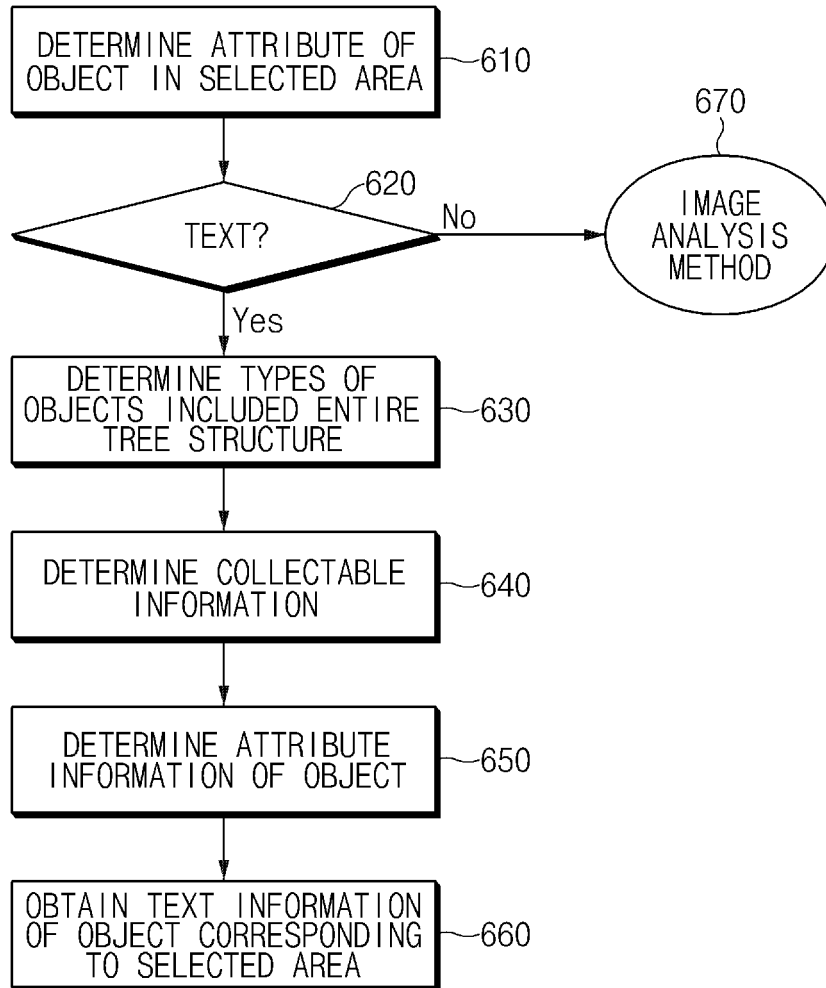 DETERMINE ATTRIBUTE OF
OBJECT IN SELECTED AREA
610
670
620
TEXT?
No
IMAGE
ANALYSIS
METHOD
Yes
DETERMINE TYPES OF
OBJECTS INCLUDED ENTIRE
TREE STRUCTURE
630
DETERMINE COLLECTABLE
INFORMATION
640
DETERMINE ATTRIBUTE
INFORMATION OF OBJECT
650
OBTAIN TEXT INFORMATION
OF OBJECT CORRESPONDING
TO SELECTED AREA
660